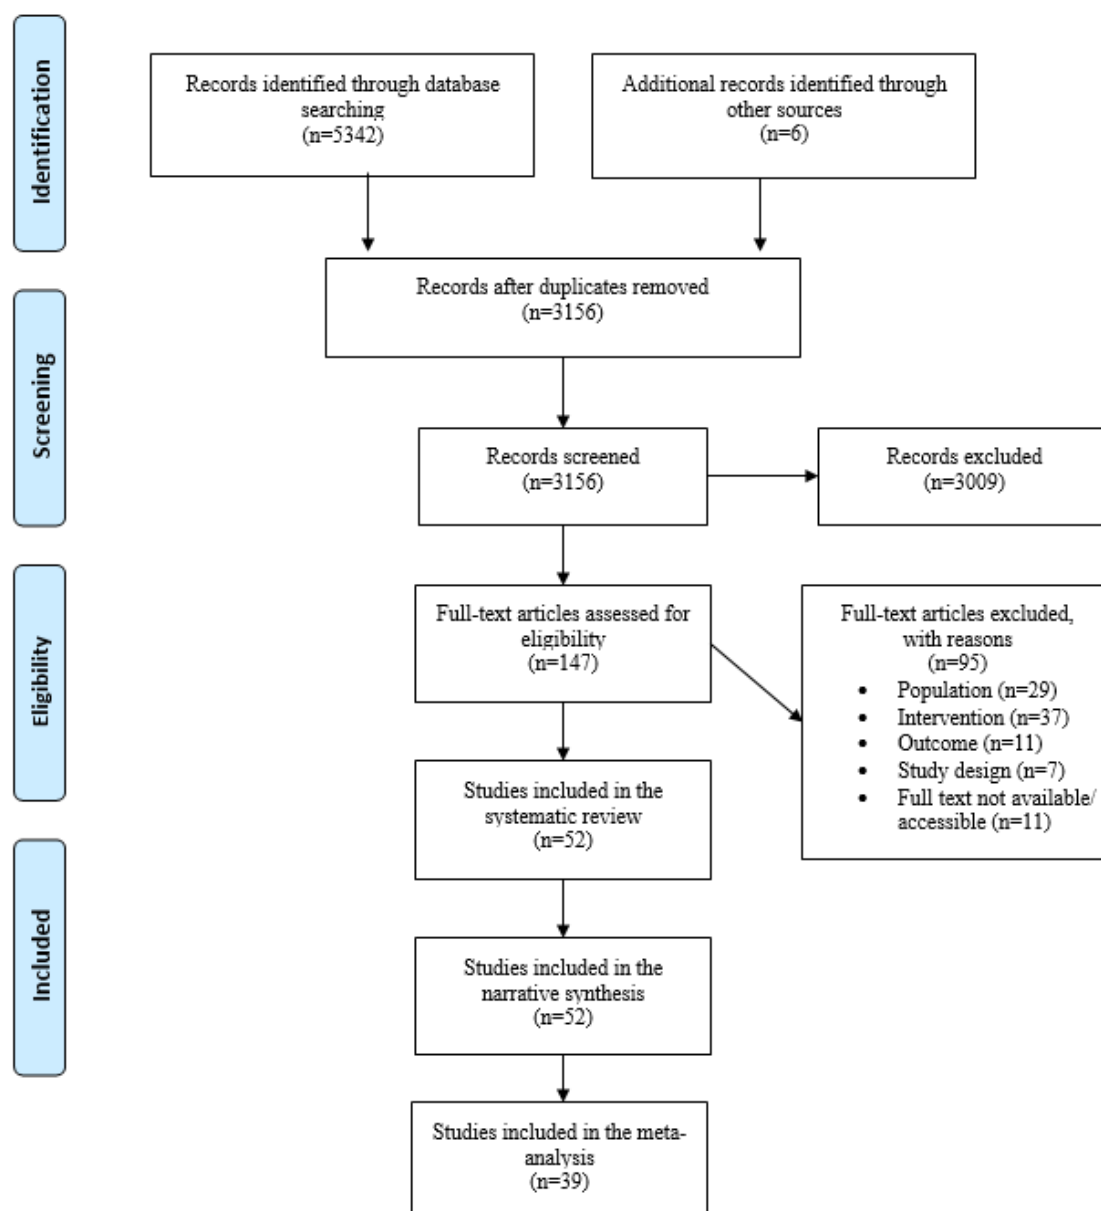 Identification
Records identified through database
searching
(n=5342)
Additional records identified through
other sources
(n=6)
Records after duplicates removed
(n=3156)
Screening
Records screened
(n=3156)
Records excluded
(n=3009)
Eligibility
Full-text articles assessed for
eligibility
(n=147)
Full-text articles excluded,
with reasons
(n=95)
• Population (n=29)
• Intervention (n=37)
• Outcome (n=11)
• Study design (n=7)
• Full text not available/
accessible (n=11)
Studies included in the
systematic review
(n=52)
Included
Studies included in the
narrative synthesis
(n=52)
Studies included in the meta-
analysis
(n=39)